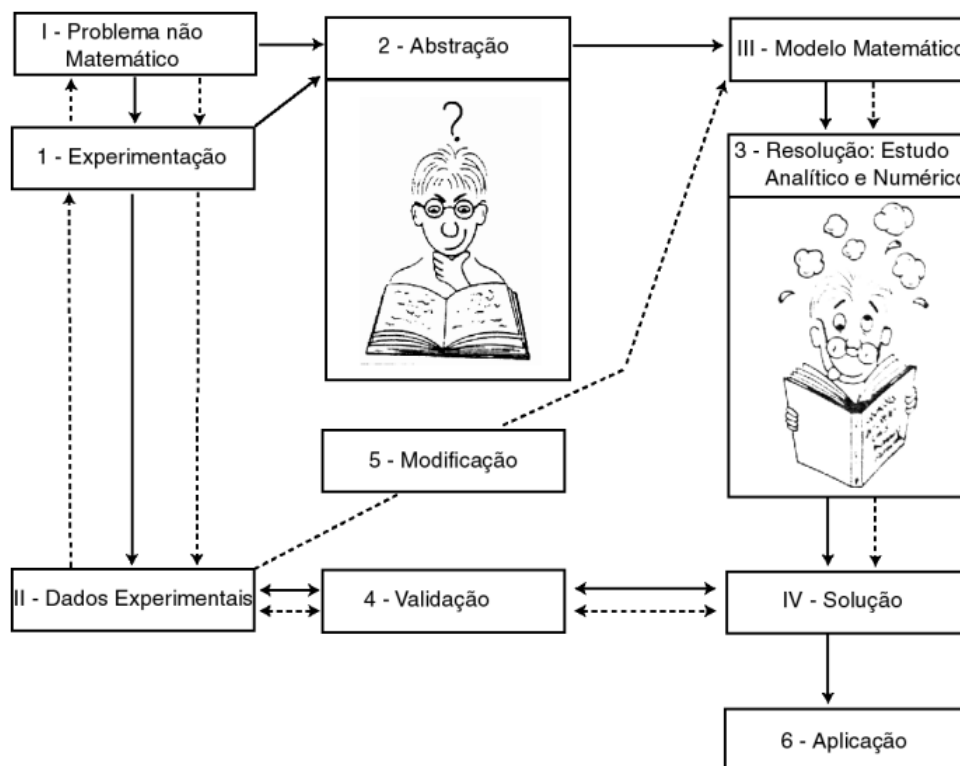 I - Problema não
Matemático
2 - Abstração
III - Modelo Matemático
1 - Experimentação
3 - Resolução: Estudo
Analítico e Numérico
?
5 - Modificação
II - Dados Experimentais
4 - Validação
IV - Solução
6 - Aplicação